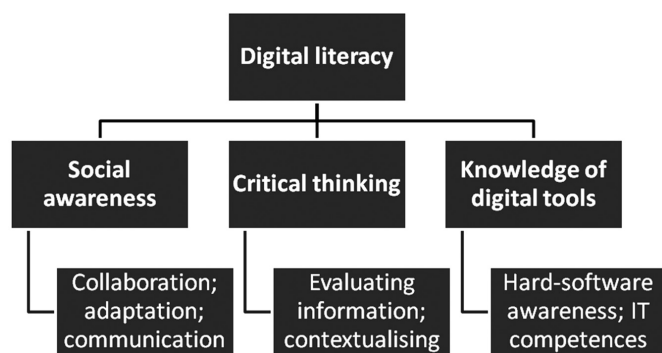 Digital literacy
Social
awareness
Critical thinking
Knowledge of
digital tools
Collaboration;
adaptation;
communication
Evaluating
information;
contextualising
Hard-software
awareness; IT
competences